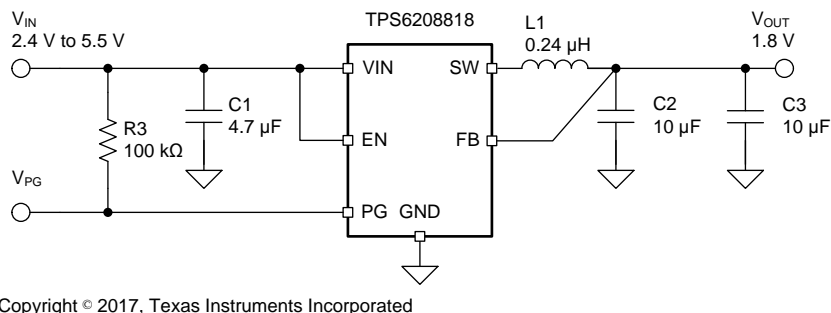 VIN
2.4 V to 5.5 V
TPS6208818
L1
0.24 µH
VOUT
1.8 V
VIN
SW
C1
4.7 µF
R3
100 kΩ
EN
FB
C2
10 µF
C3
10 µF
VPG
PG
GND
Copyright © 2017, Texas Instruments Incorporated